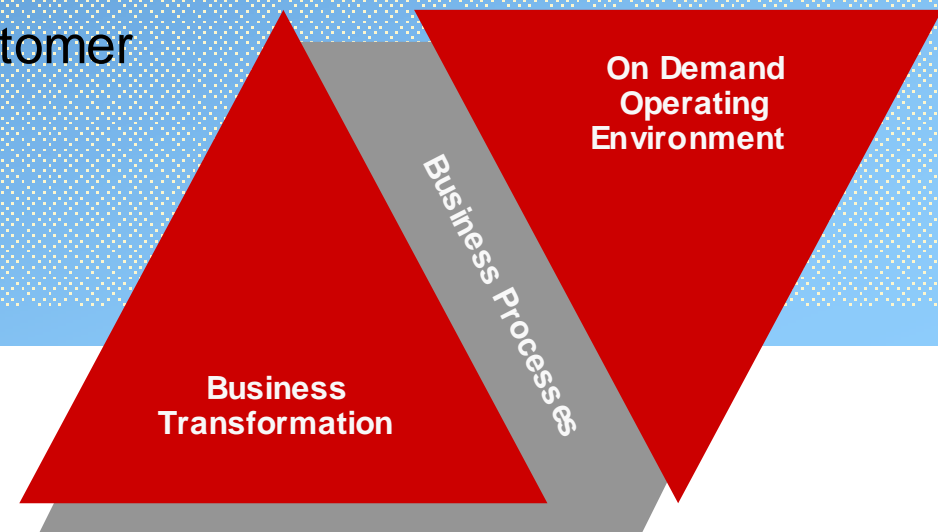 tomer
On Demand
Operating
Environment
Business Processes
Business
Transformation